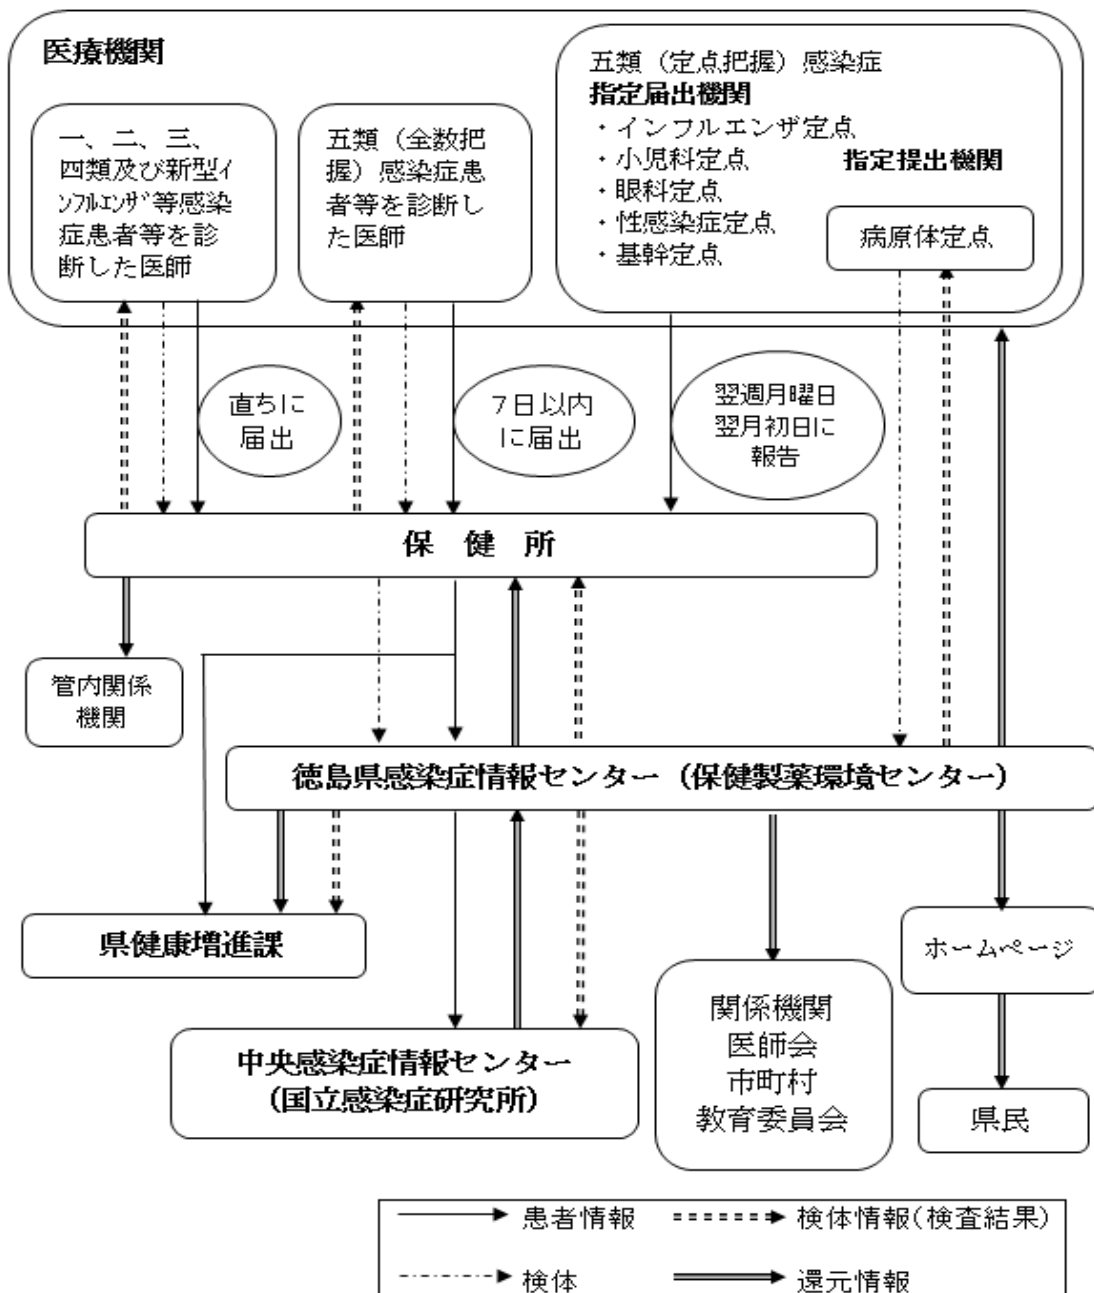 医療機関
一、二、三、
四類及び新型イ
ンフルエンザ等感染
症患者等を診
断した医師
五類（全数把
握）感染症患
者等を診断し
た医師
五類（定点把握）感染症
指定届出機関
・インフルエンザ定点
・小児科定点
・眼科定点
・性感染症定点
・基幹定点
指定提出機関
病原体定点
直ちに
届出
７日以内
に届出
翌週月曜日
翌月初日に
報告
保　健　所
管内関係
機関
徳島県感染症情報センター（保健製薬環境センター）
県健康増進課
ホームページ
中央感染症情報センター
（国立感染症研究所）
関係機関
医師会
市町村
教育委員会
県民
患者情報
検体情報（検査結果）
検体
還元情報